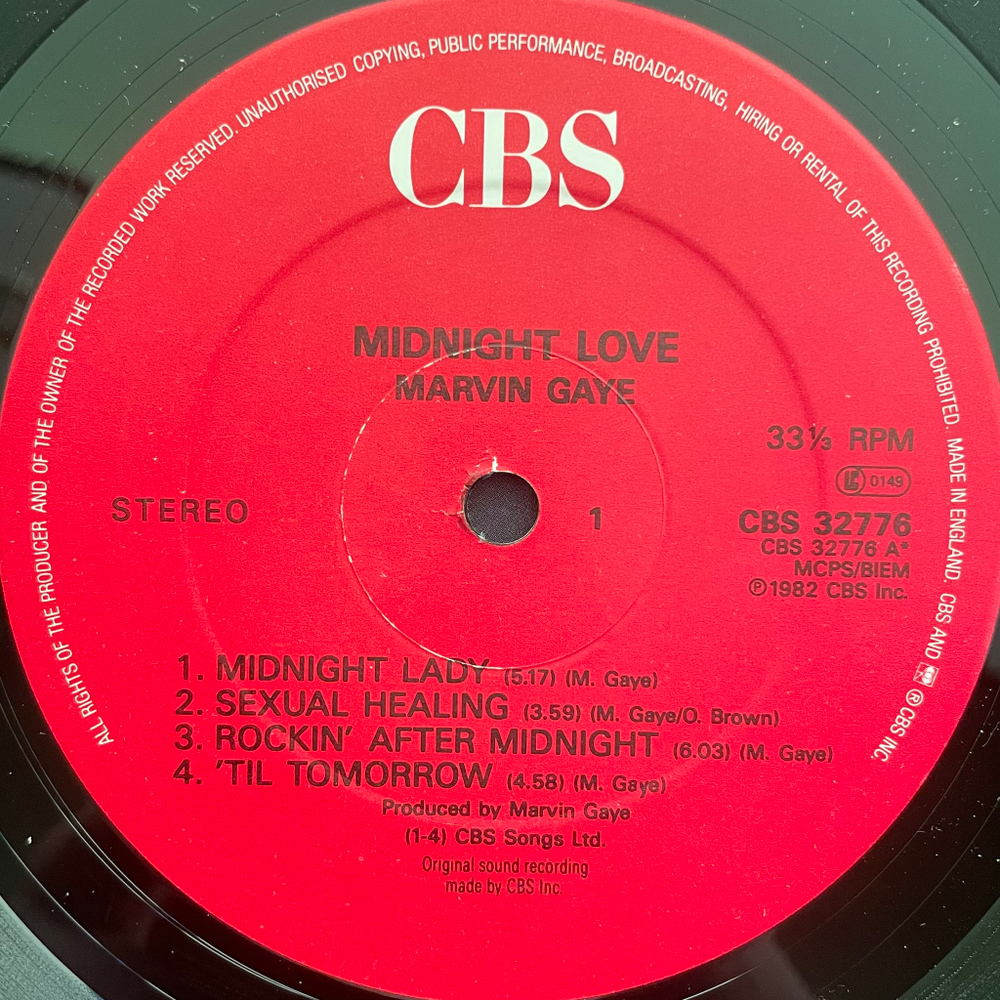 ALL RIGHTS OF THE PRODUCER AND OF THE OWNER OF THE RECORDED WORK RESERVED. UNAUTHORISED COPYING, PUBLIC PERFORMANCE, BROADCASTING, HIRING OR RENTAL OF THIS RECORDING PROHIBITED. MADE IN ENGLAND. CBS AND ® CBS INC.
CBS
MIDNIGHT LOVE
MARVIN GAYE
33⅓ RPM
LC 0149
STEREO
1
CBS 32776
CBS 32776 A*
MCPS/BIEM
℗1982 CBS Inc.
1. MIDNIGHT LADY (5.17) (M. Gaye)
2. SEXUAL HEALING (3.59) (M. Gaye/O. Brown)
3. ROCKIN' AFTER MIDNIGHT (6.03) (M. Gaye)
4. 'TIL TOMORROW (4.58) (M. Gaye)
Produced by Marvin Gaye
(1-4) CBS Songs Ltd.
Original sound recording
made by CBS Inc.